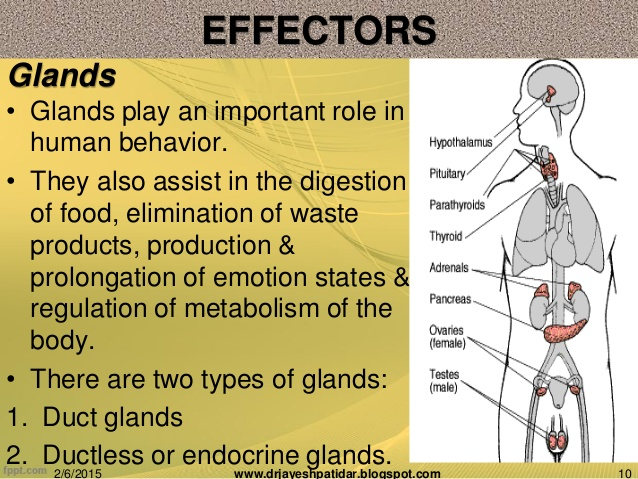 EFFECTORS
Glands
• Glands play an important role in
human behavior.
• They also assist in the digestion
of food, elimination of waste
products, production &
prolongation of emotion states &
regulation of metabolism of the
body.
• There are two types of glands:
1. Duct glands
2. Ductless or endocrine glands.
Hypothalamus
Pituitary
Parathyroids
Thyroid
Adrenals
Pancreas
Ovaries
(female)
Testes
(male)
fppt.com
2/6/2015
www.drjayeshpatidar.blogspot.com
10